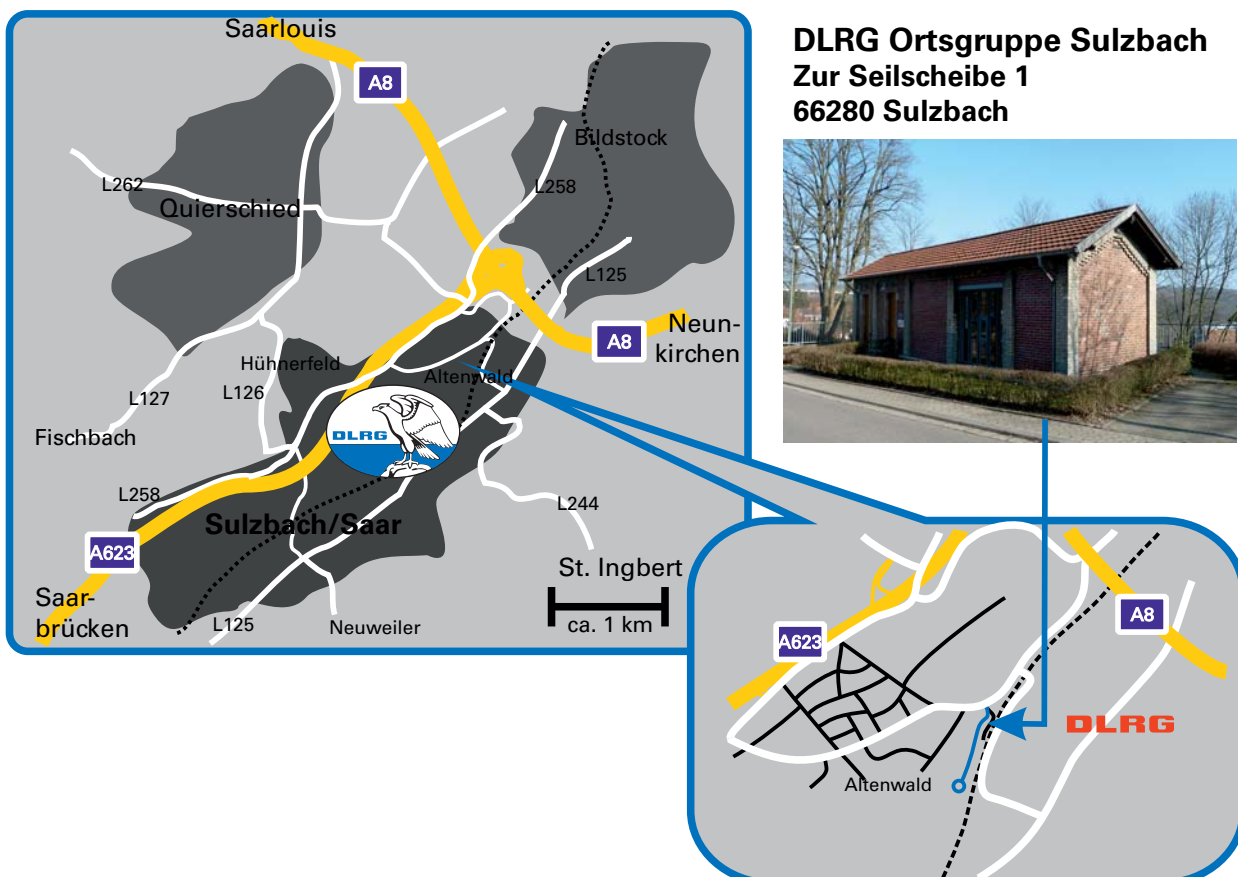 Saarlouis
A8
Bildstock
L262
L258
Quierschied
L125
Neun-
kirchen
A8
Hühnerfeld
Altenwald
L127
L126
DLRG
Fischbach
L258
L244
Sulzbach/Saar
A623
St. Ingbert
Saar-
brücken
ca. 1 km
L125
Neuweiler
DLRG Ortsgruppe Sulzbach
Zur Seilscheibe 1
66280 Sulzbach
A8
A623
DLRG
Altenwald